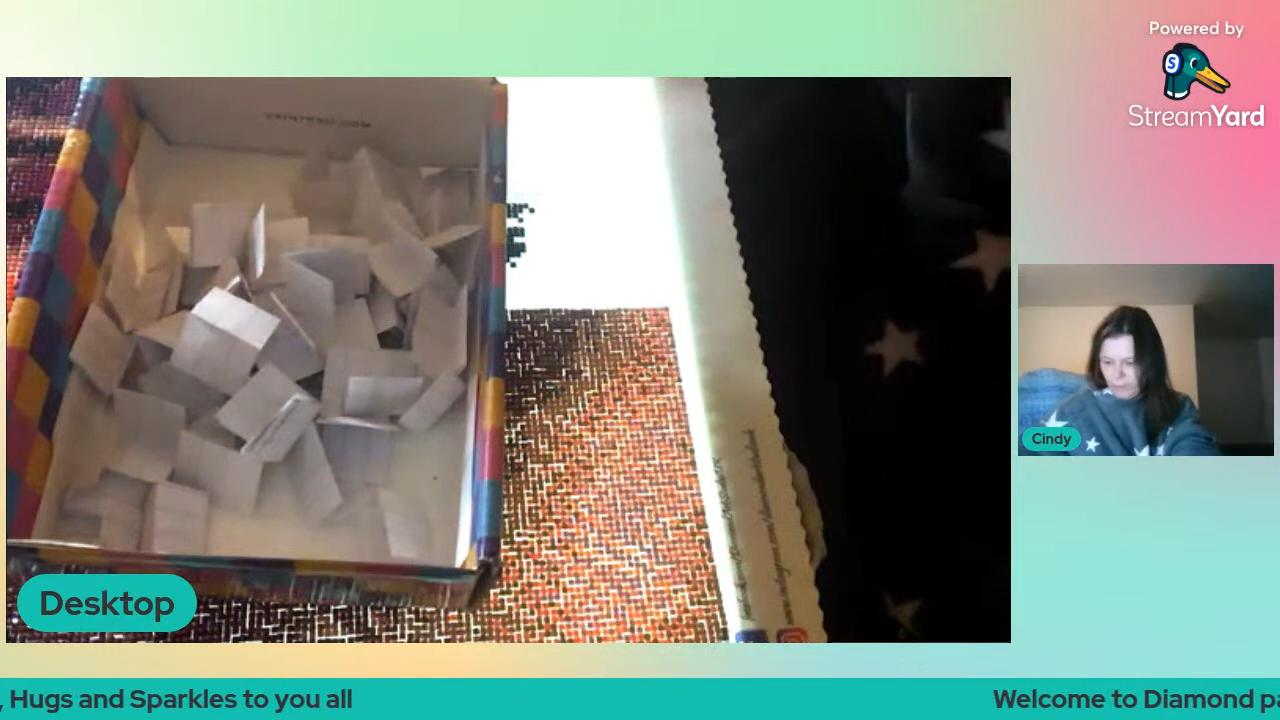 Powered by
StreamYard
Cindy
Desktop
, Hugs and Sparkles to you all
Welcome to Diamond pa